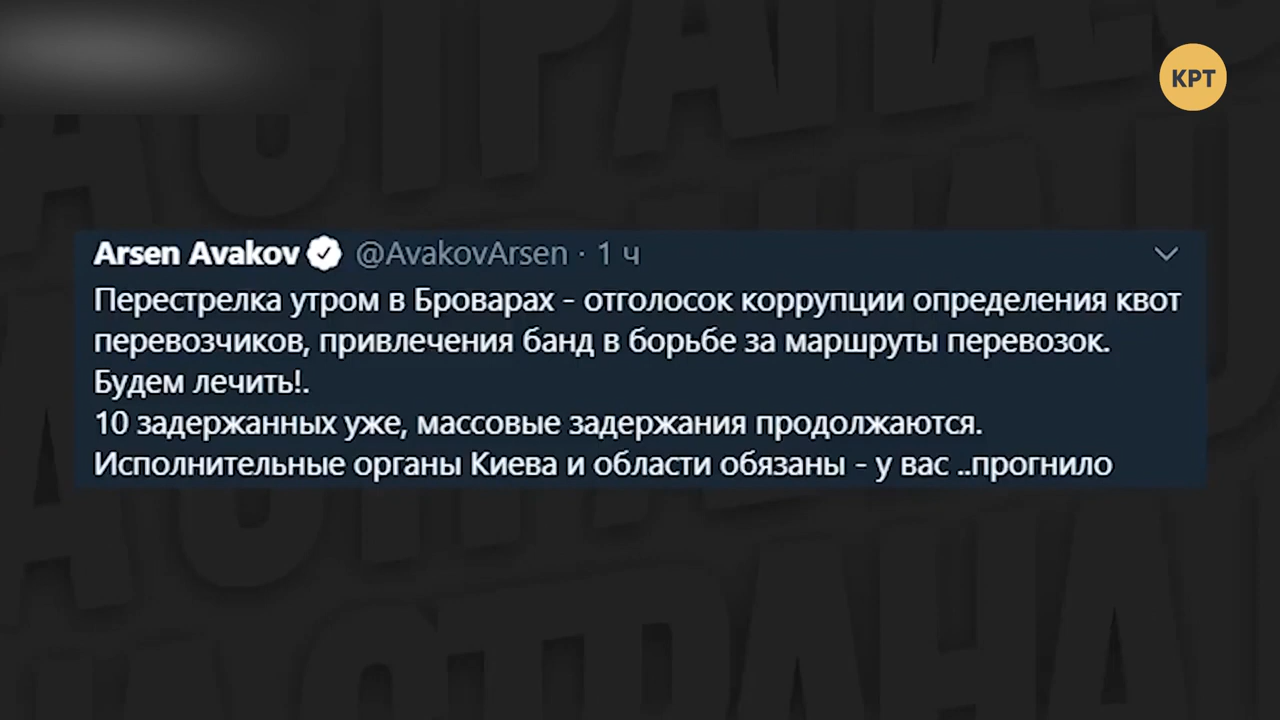 КРТ
Arsen Avakov @AvakovArsen · 1 ч
Перестрелка утром в Броварах - отголосок коррупции определения квот
перевозчиков, привлечения банд в борьбе за маршруты перевозок.
Будем лечить!.
10 задержанных уже, массовые задержания продолжаются.
Исполнительные органы Киева и области обязаны - у вас ..прогнило